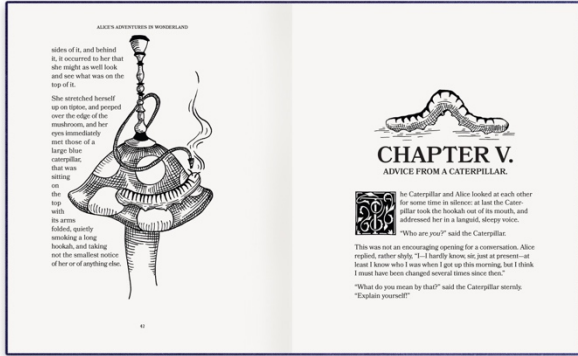 ALICE'S ADVENTURES IN WONDERLAND
sides of it, and behind
it, it occurred to her that
she might as well look
and see what was on the
top of it.
She stretched herself
up on tiptoe, and peeped
over the edge of the
mushroom, and her
eyes immediately
met those of a
large blue
caterpillar,
that was
sitting
on
the
top
with
its arms
folded, quietly
smoking a long
hookah, and taking
not the smallest notice
of her or of anything else.
CHAPTER V.
ADVICE FROM A CATERPILLAR.
The Caterpillar and Alice looked at each other
for some time in silence: at last the Cater-
pillar took the hookah out of its mouth, and
addressed her in a languid, sleepy voice.
“Who are you?” said the Caterpillar.
This was not an encouraging opening for a conversation. Alice
replied, rather shyly, “I—I hardly know, sir, just at present—at
least I know who I was when I got up this morning, but I think
I must have been changed several times since then.”
“What do you mean by that?” said the Caterpillar sternly.
“Explain yourself!”